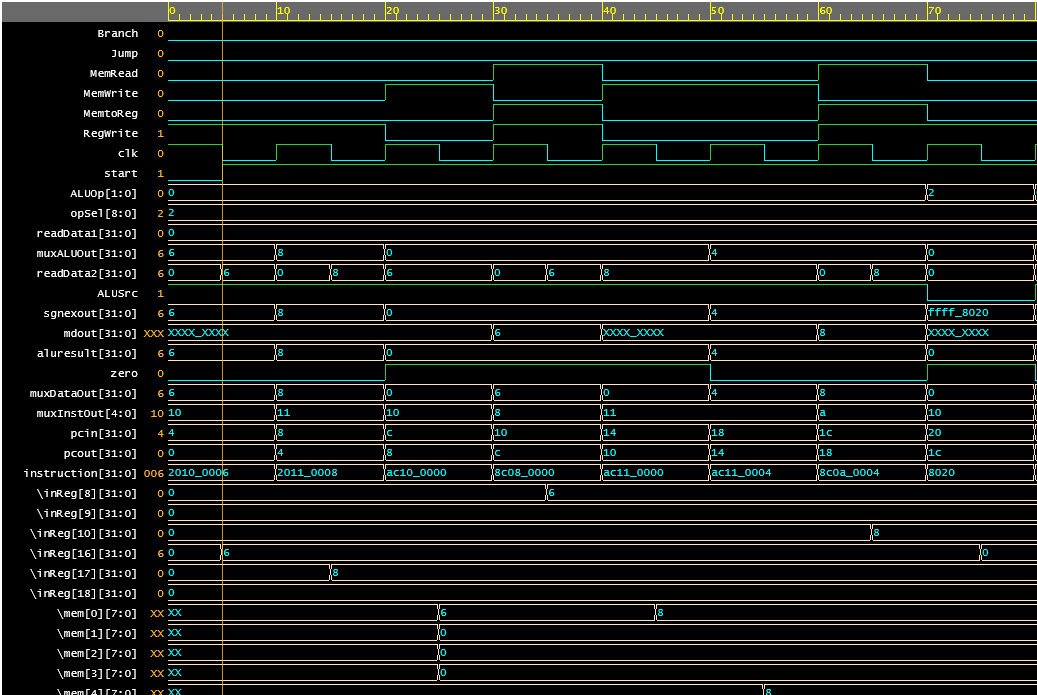 0 10 20 30 40 50 60 70
Branch 0
Jump 0
MemRead 0
MemWrite 0
MemtoReg 0
RegWrite 1
clk 0
start 1
ALUOp[1:0] 0 0 2
opSel[8:0] 2 2
readData1[31:0] 0 0
muxALUOut[31:0] 6 6 8 0 4 0
readData2[31:0] 6 0 6 0 8 6 0 6 8 0 8 0
ALUSrc 1
sgnexout[31:0] 6 6 8 0 4 ffff_8020
mdout[31:0] XXX XXXX_XXXX 6 XXXX_XXXX 8 XXXX_XXXX
aluresult[31:0] 6 6 8 0 4 0
zero 0
muxDataOut[31:0] 6 6 8 0 6 0 4 8 0
muxInstOut[4:0] 10 10 11 10 8 11 a 10
pcin[31:0] 4 4 8 c 10 14 18 1c 20
pcout[31:0] 0 0 4 8 c 10 14 18 1c
instruction[31:0] 006 2010_0006 2011_0008 ac10_0000 8c08_0000 ac11_0000 ac11_0004 8c0a_0004 8020
\inReg[8][31:0] 0 0 6
\inReg[9][31:0] 0 0
\inReg[10][31:0] 0 0 8
\inReg[16][31:0] 6 0 6 0
\inReg[17][31:0] 0 0 8
\inReg[18][31:0] 0 0
\mem[0][7:0] XX XX 6 8
\mem[1][7:0] XX XX 0
\mem[2][7:0] XX XX 0
\mem[3][7:0] XX XX 0
\mem[4][7:0] XX XX 8